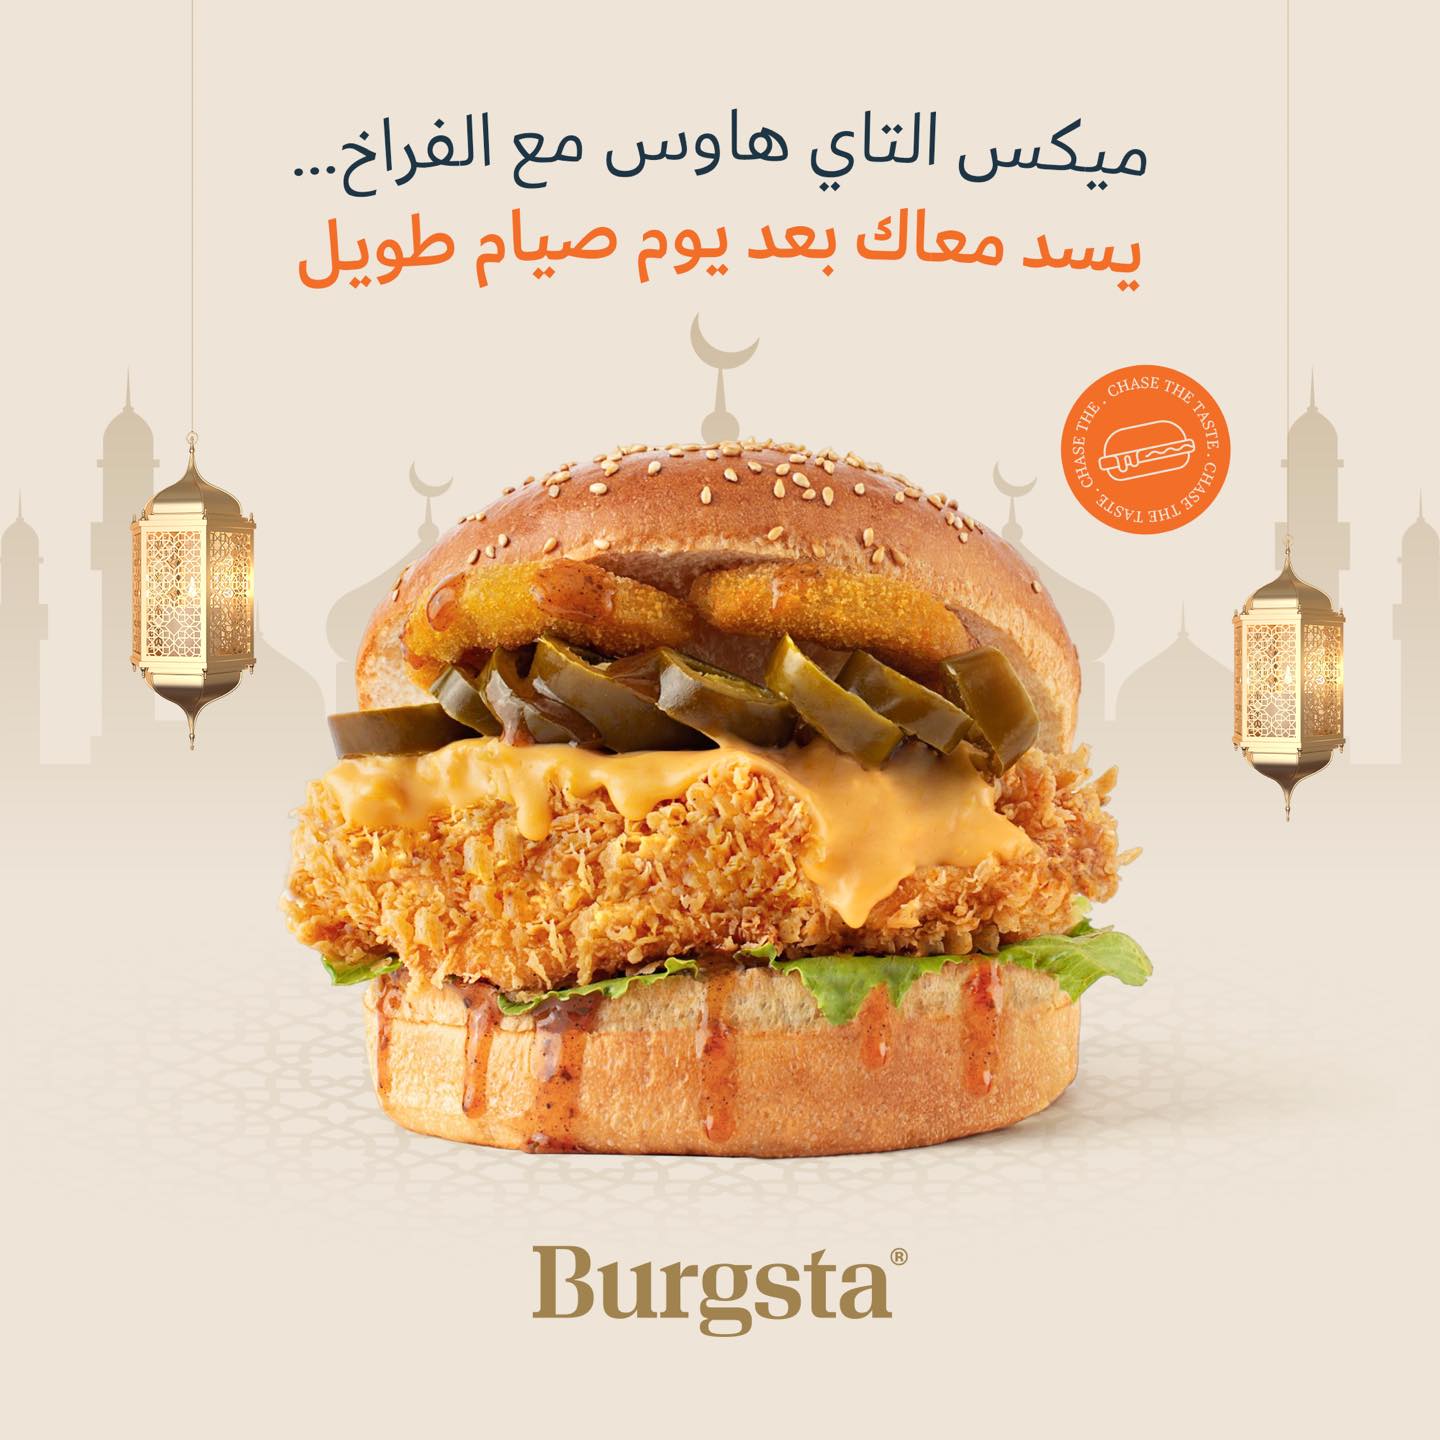 ميكس التاي هاوس مع الفراخ...
يسد معاك بعد يوم صيام طويل
CHASE THE TASTE . CHASE THE TASTE . CHASE THE .
Burgsta®